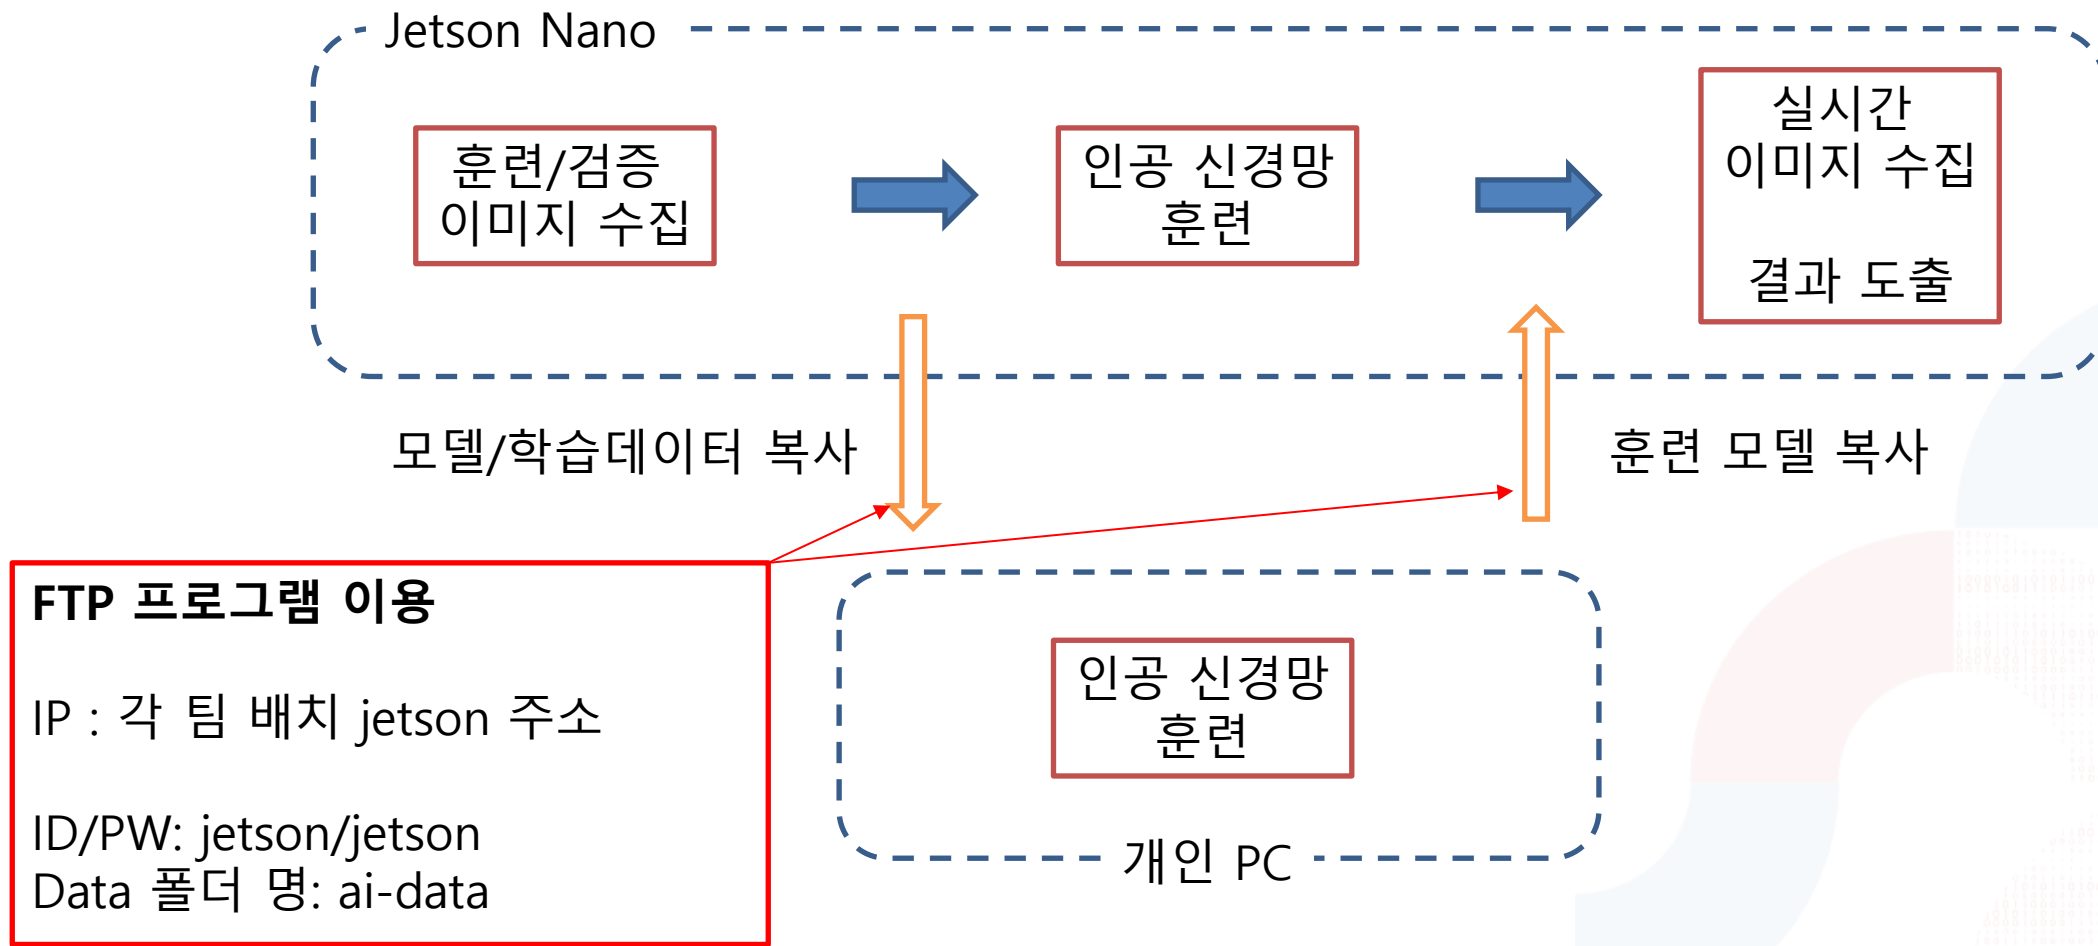 Jetson Nano
훈련/검증
이미지 수집
인공 신경망
훈련
실시간
이미지 수집
결과 도출
모델/학습데이터 복사
훈련 모델 복사
FTP 프로그램 이용
IP : 각 팀 배치 jetson 주소
ID/PW: jetson/jetson
Data 폴더 명: ai-data
인공 신경망
훈련
개인 PC